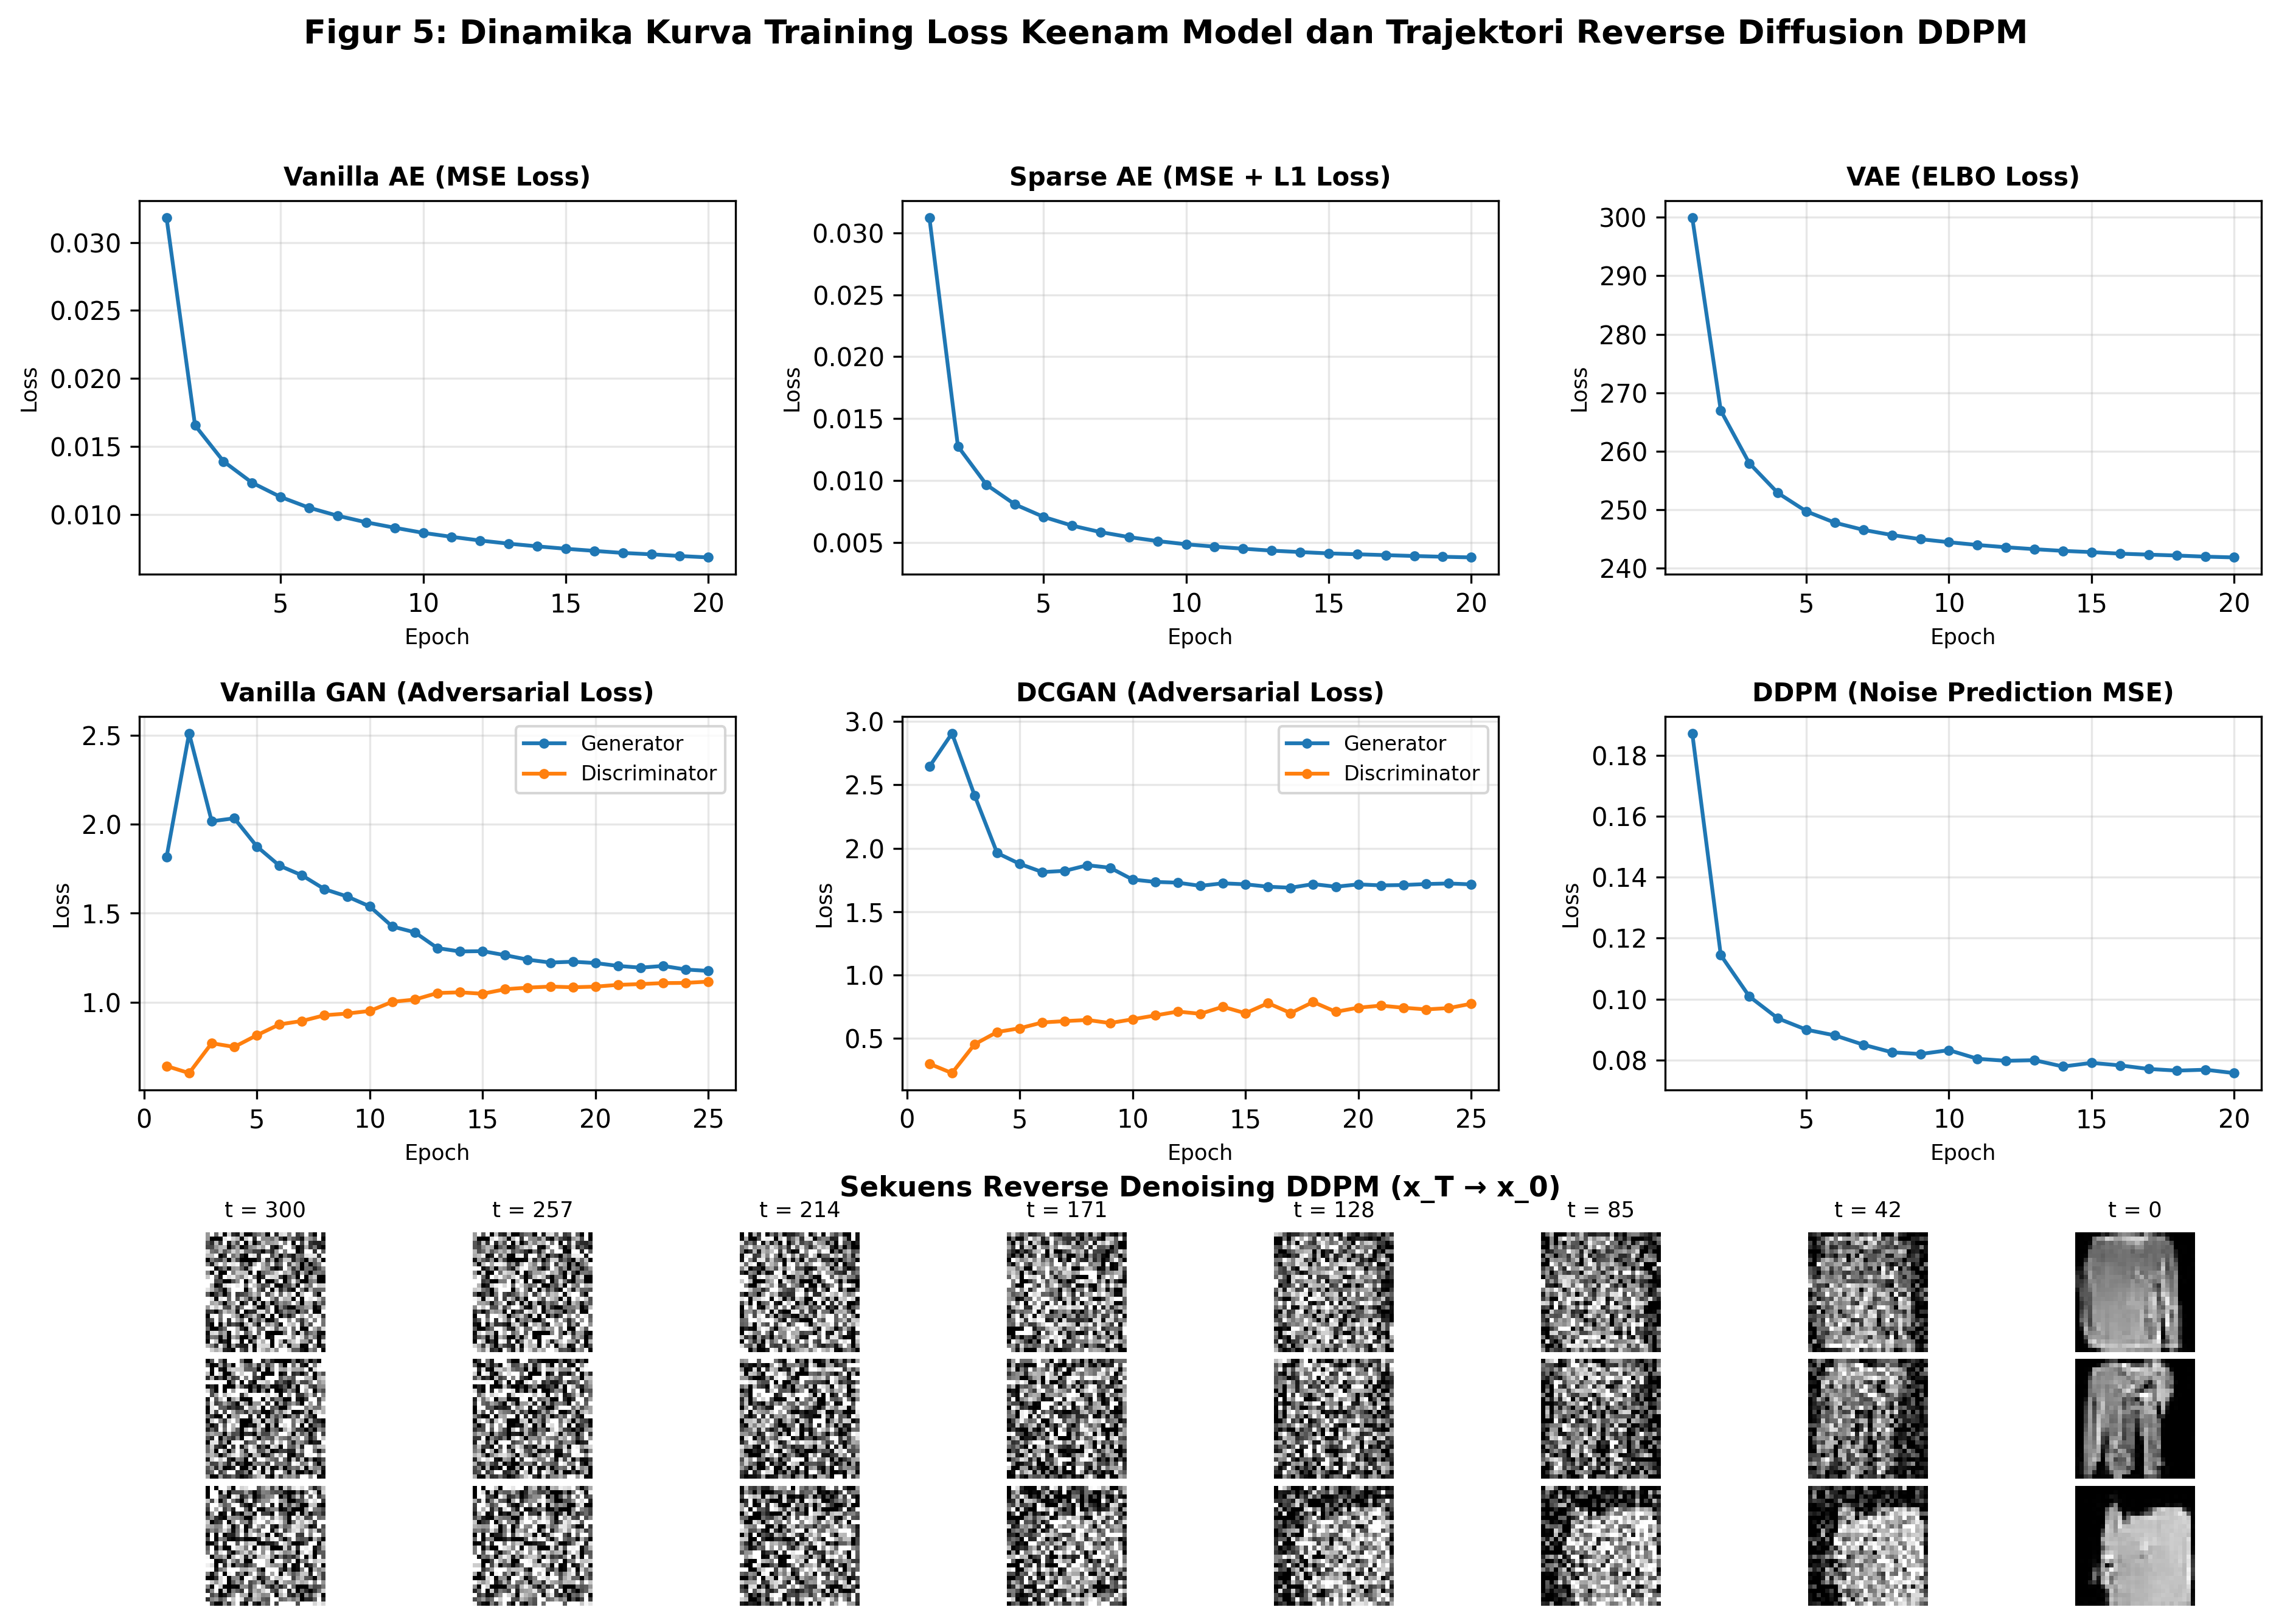 Figur 5: Dinamika Kurva Training Loss Keenam Model dan Trajektori Reverse Diffusion DDPM
Vanilla AE (MSE Loss)
Loss
0.030
0.025
0.020
0.015
0.010
5 10 15 20
Epoch
Sparse AE (MSE + L1 Loss)
Loss
0.030
0.025
0.020
0.015
0.010
0.005
5 10 15 20
Epoch
VAE (ELBO Loss)
Loss
300
290
280
270
260
250
240
5 10 15 20
Epoch
Vanilla GAN (Adversarial Loss)
Generator
Discriminator
Loss
2.5
2.0
1.5
1.0
0 5 10 15 20 25
Epoch
DCGAN (Adversarial Loss)
Generator
Discriminator
Loss
3.0
2.5
2.0
1.5
1.0
0.5
0 5 10 15 20 25
Epoch
DDPM (Noise Prediction MSE)
Loss
0.18
0.16
0.14
0.12
0.10
0.08
5 10 15 20
Epoch
Sekuens Reverse Denoising DDPM (x_T → x_0)
t = 300 t = 257 t = 214 t = 171 t = 128 t = 85 t = 42 t = 0